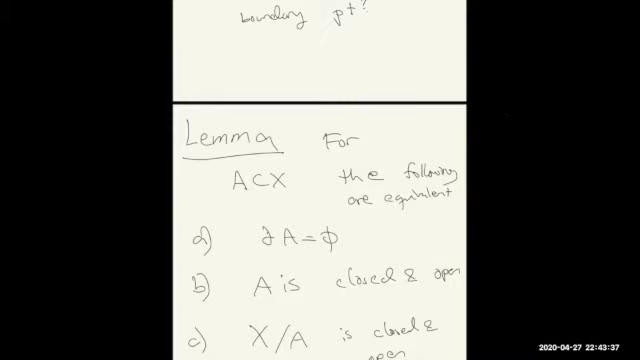 boundary pt?
Lemma For
A⊂X the following
are equivalent
a) ∂A = ϕ
b) A is closed & open
c) X/A is closed &
open
2020-04-27 22:43:37